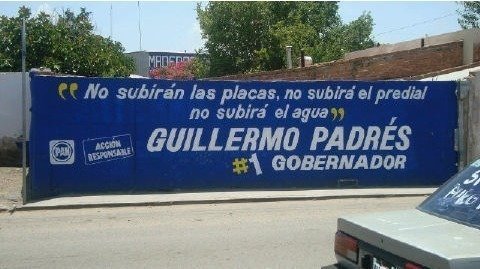 MADERO
"No subirán las placas, no subirá el predial
no subirá el agua"
GUILLERMO PADRÉS
#1 GOBERNADOR
PAN
ACCIÓN
RESPONSABLE